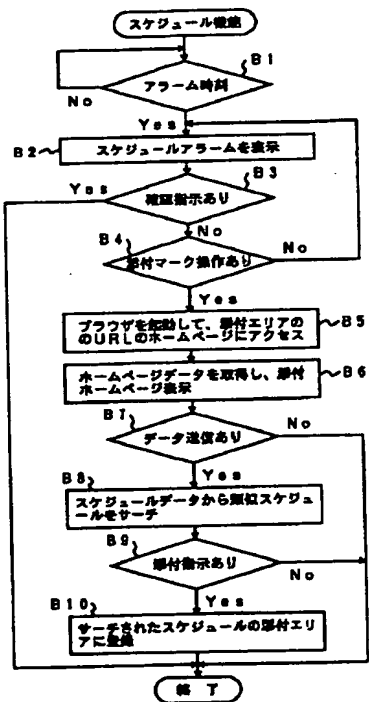 スケジュール機能
B1
アラーム時刻
No
Yes
B2
スケジュールアラームを表示
Yes
B3
確認指示あり
No
B4
添付マーク操作あり
No
Yes
ブラウザを起動して、添付エリアの
のURLのホームページにアクセス
B5
ホームページデータを取得し、添付
ホームページ表示
B6
B7
データ送信あり
No
Yes
B8
スケジュールデータから類似スケジュ
ールをサーチ
B9
添付指示あり
No
Yes
B10
サーチされたスケジュールの添付エリ
アに登録
終了